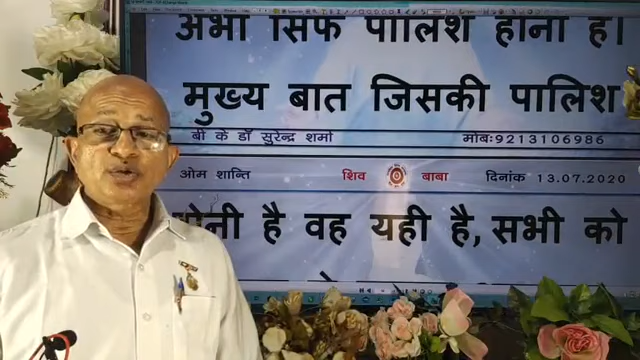 अभी सिर्फ पालिश होनी है।
मुख्य बात जिसकी पालिश
बी के डॉ सुरेन्द्र शर्मा मोबः9213106986
ओम शान्ति शिव बाबा दिनांक 13.07.2020
होनी है वह यही है, सभी को